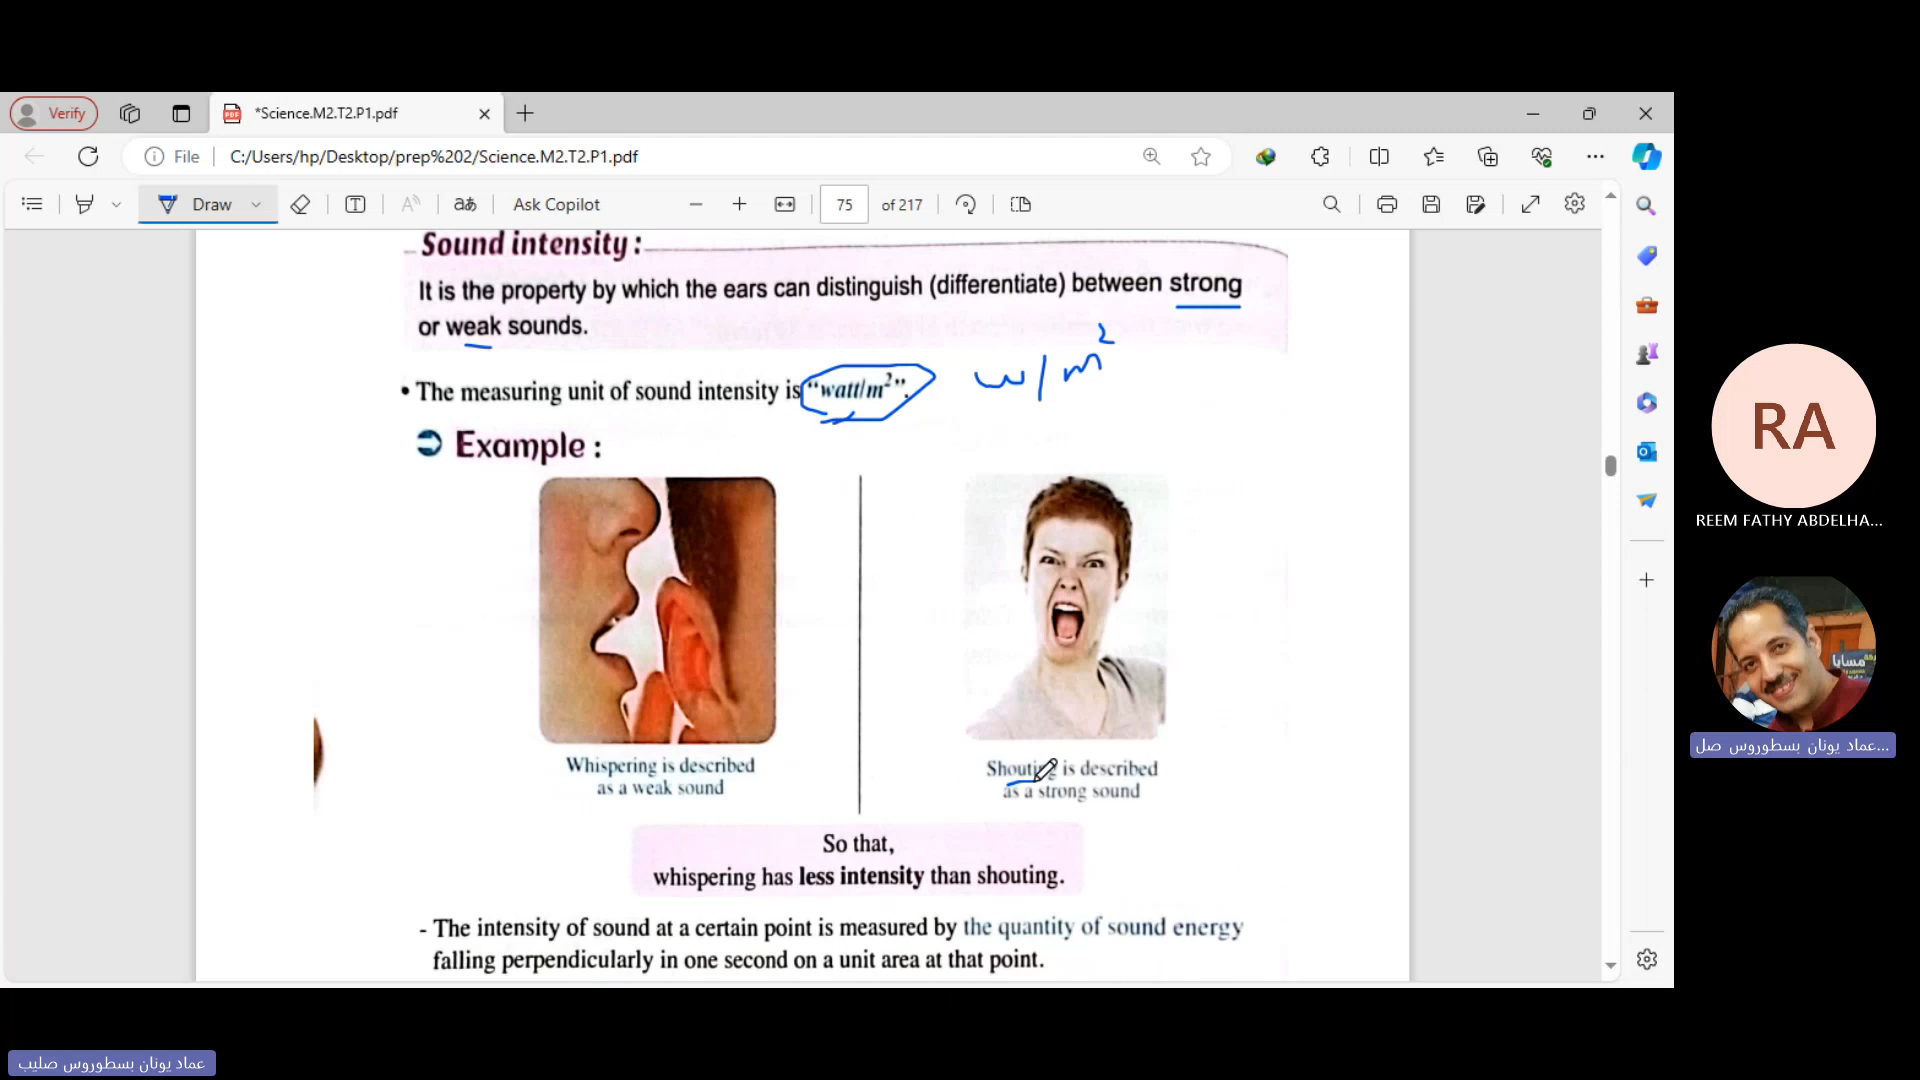 Verify
*Science.M2.T2.P1.pdf
File
C:/Users/hp/Desktop/prep%202/Science.M2.T2.P1.pdf
Draw
Ask Copilot
75
of 217
Sound intensity :
It is the property by which the ears can distinguish (differentiate) between strong
or weak sounds.
• The measuring unit of sound intensity is "watt/m²".
w/m²
Example :
Whispering is described
as a weak sound
Shouting is described
as a strong sound
So that,
whispering has less intensity than shouting.
- The intensity of sound at a certain point is measured by the quantity of sound energy
falling perpendicularly in one second on a unit area at that point.
RA
REEM FATHY ABDELHA...
مسابا
عماد يونان بسطوروس صل...
عماد يونان بسطوروس صليب